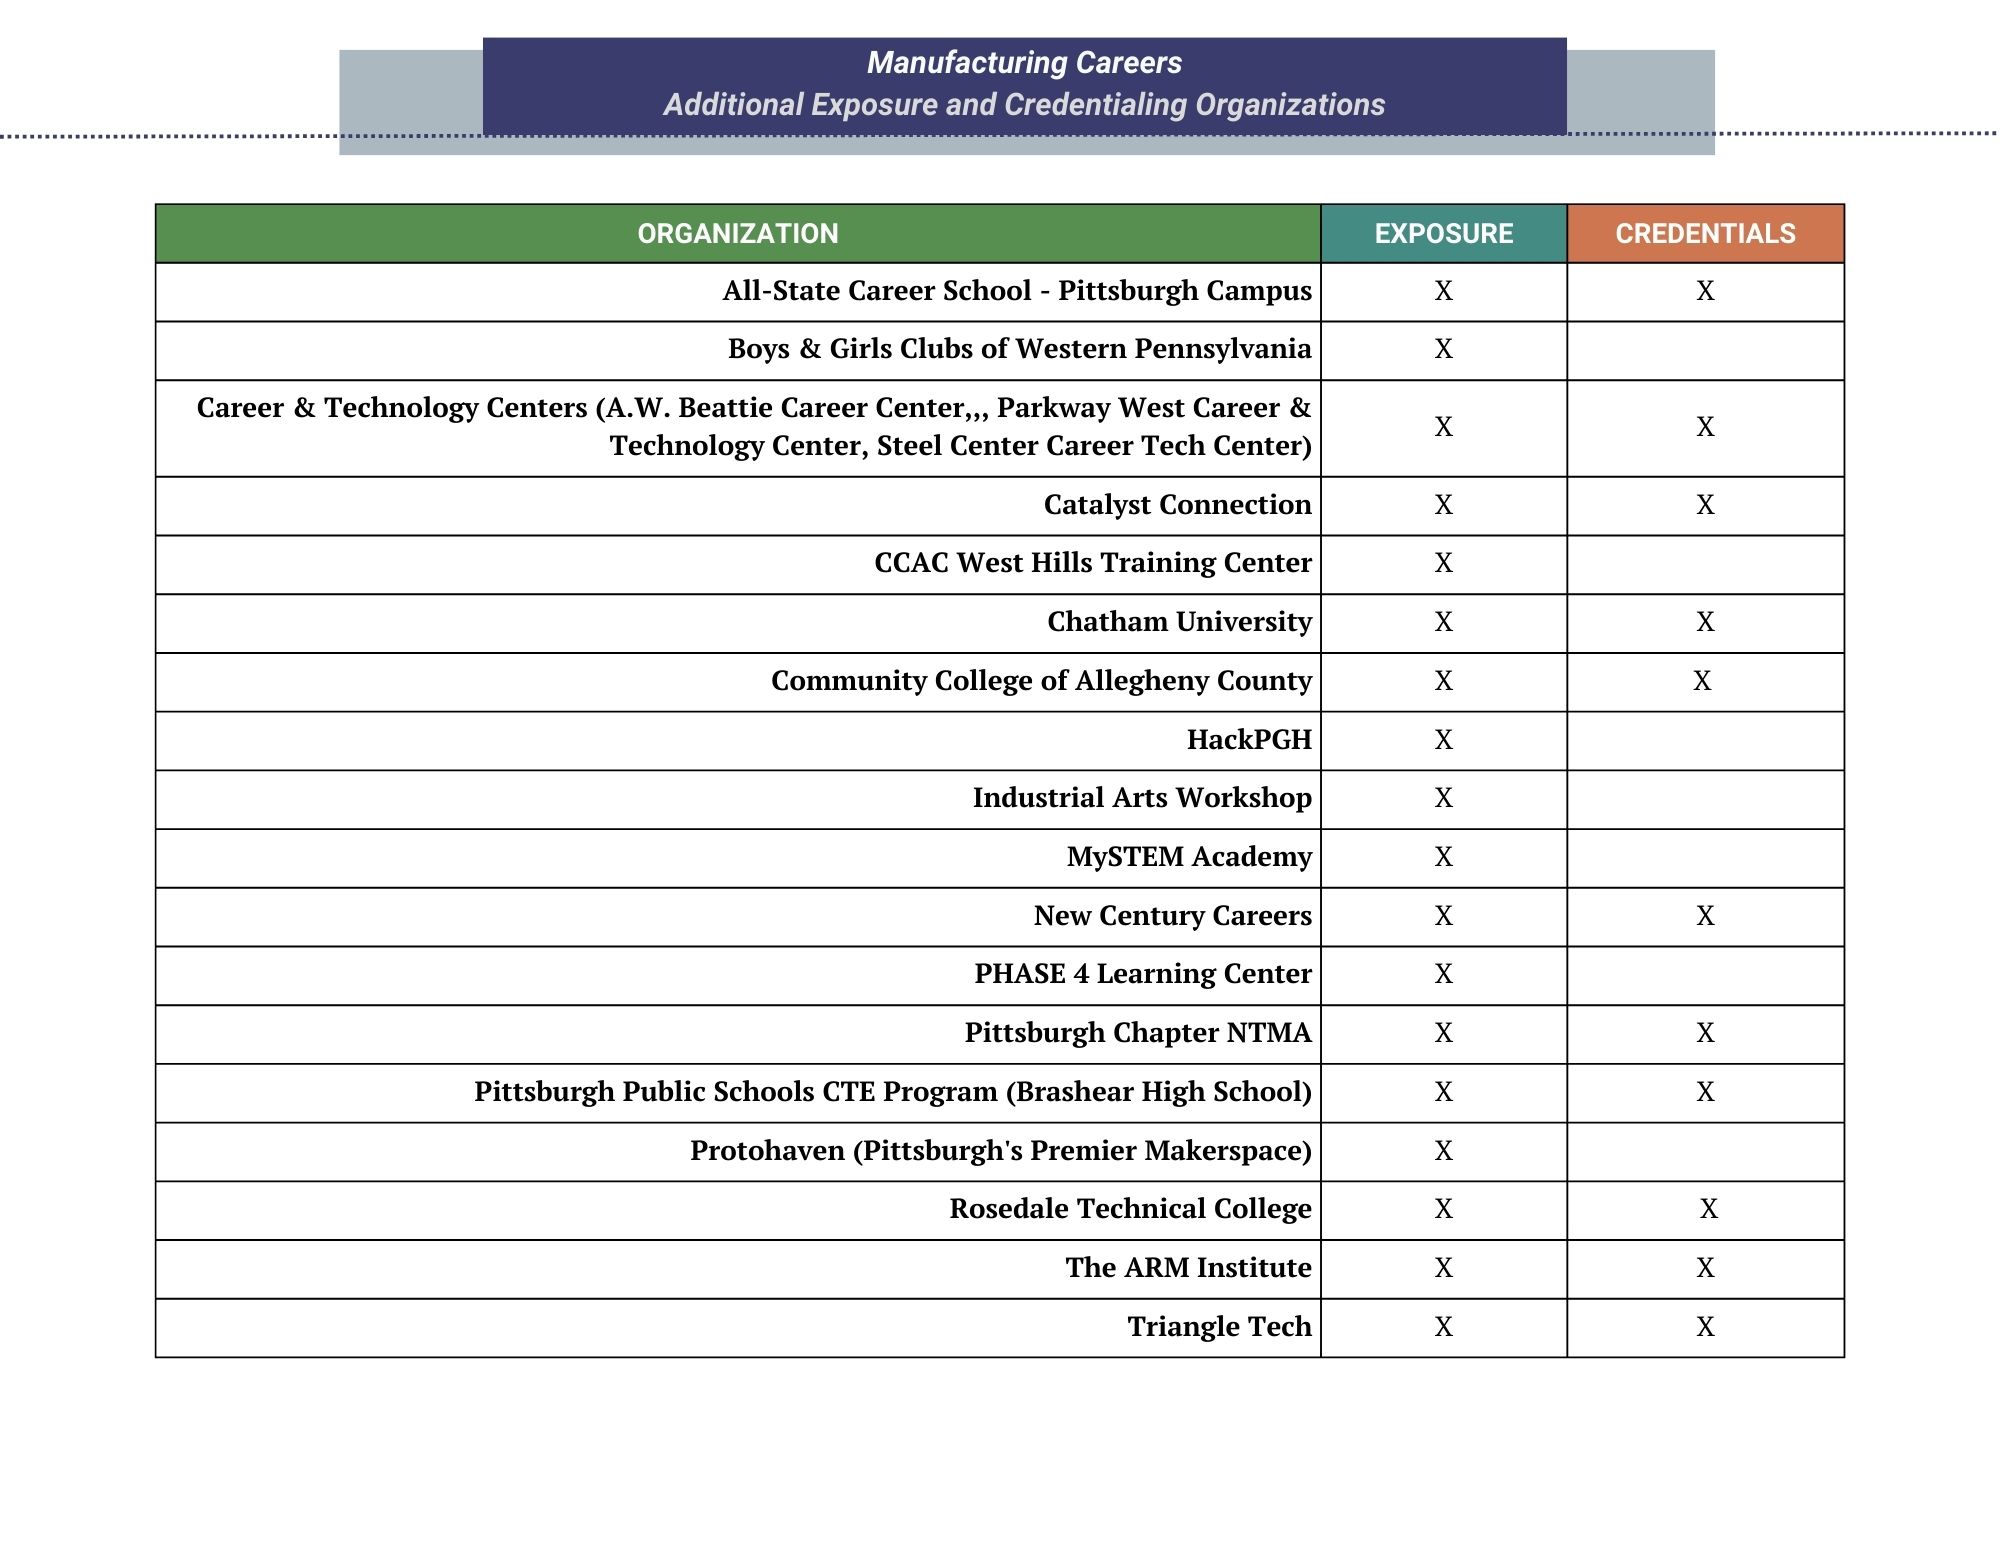 Manufacturing Careers
Additional Exposure and Credentialing Organizations
ORGANIZATION EXPOSURE CREDENTIALS
All-State Career School - Pittsburgh Campus X X
Boys & Girls Clubs of Western Pennsylvania X
Career & Technology Centers (A.W. Beattie Career Center,,, Parkway West Career &
Technology Center, Steel Center Career Tech Center) X X
Catalyst Connection X X
CCAC West Hills Training Center X
Chatham University X X
Community College of Allegheny County X X
HackPGH X
Industrial Arts Workshop X
MySTEM Academy X
New Century Careers X X
PHASE 4 Learning Center X
Pittsburgh Chapter NTMA X X
Pittsburgh Public Schools CTE Program (Brashear High School) X X
Protohaven (Pittsburgh's Premier Makerspace) X
Rosedale Technical College X X
The ARM Institute X X
Triangle Tech X X